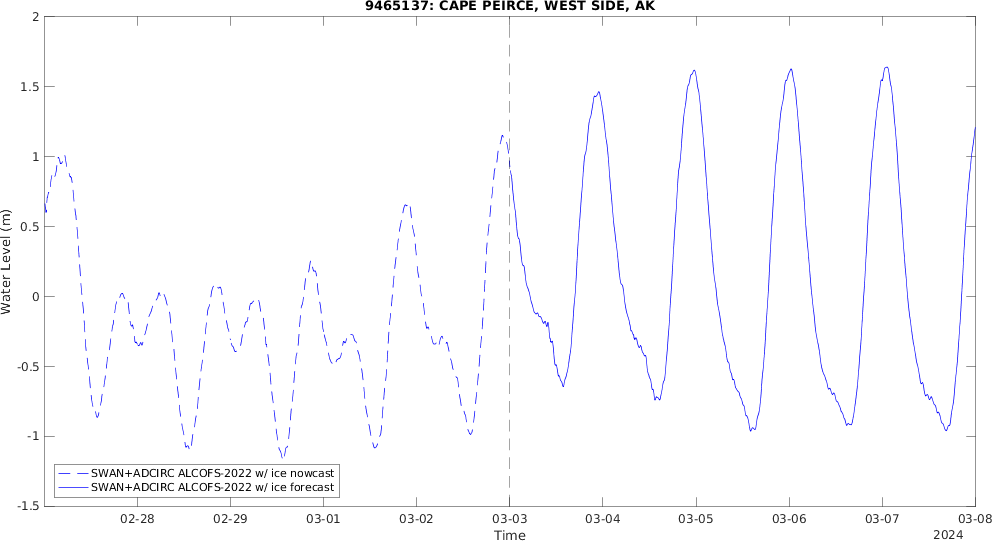 9465137: CAPE PEIRCE, WEST SIDE, AK
2
1.5
1
0.5
0
-0.5
-1
-1.5
Water Level (m)
SWAN+ADCIRC ALCOFS-2022 w/ ice nowcast
SWAN+ADCIRC ALCOFS-2022 w/ ice forecast
02-28 02-29 03-01 03-02 03-03 03-04 03-05 03-06 03-07 03-08
Time
2024